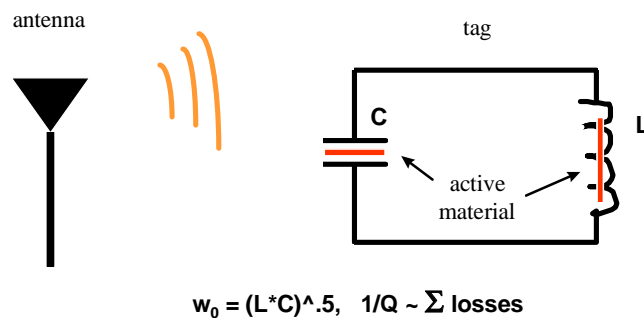 antenna
tag
C
L
active
material
w₀ = (L*C)^.5, 1/Q ~ Σ losses